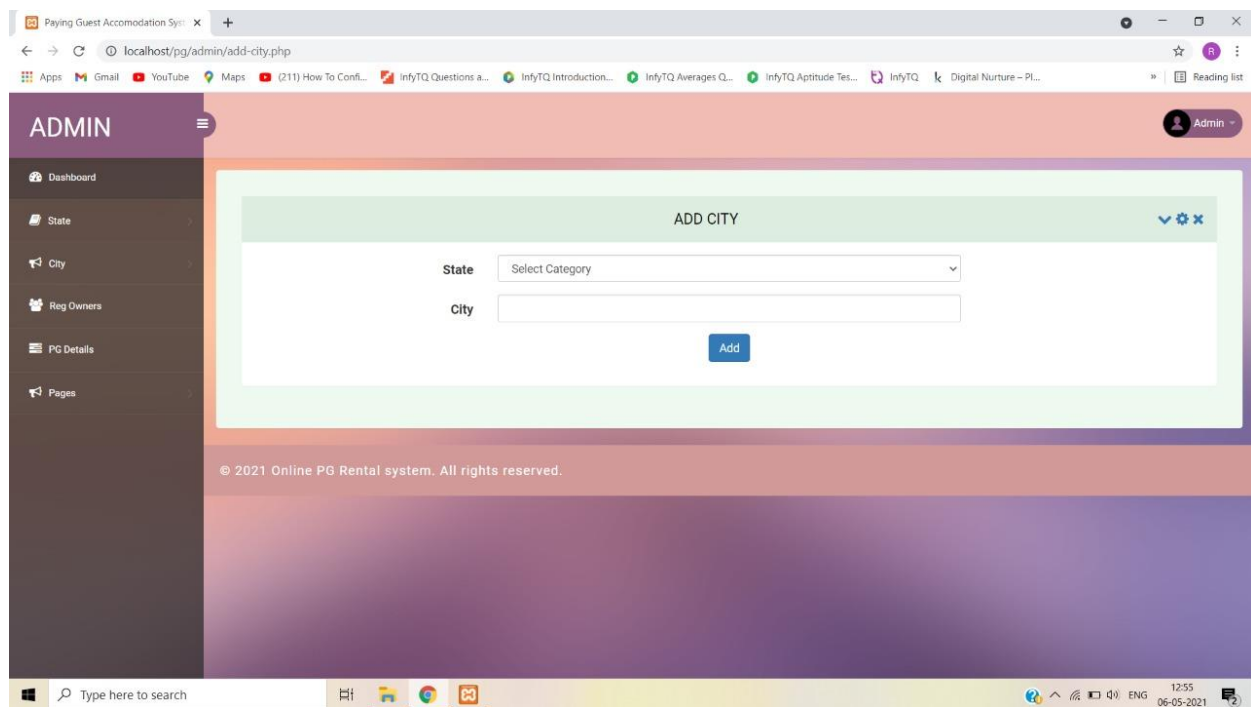 Paying Guest Accomodation Syst
localhost/pg/admin/add-city.php
R
Apps Gmail YouTube Maps (211) How To Confi... InfyTQ Questions a... InfyTQ Introduction... InfyTQ Averages Q... InfyTQ Aptitude Tes... InfyTQ Digital Nurture – Pl... » Reading list
ADMIN
Admin
Dashboard
State
City
Reg Owners
PG Details
Pages
ADD CITY
State Select Category
City
Add
© 2021 Online PG Rental system. All rights reserved.
Type here to search
ENG
12:55
06-05-2021
2